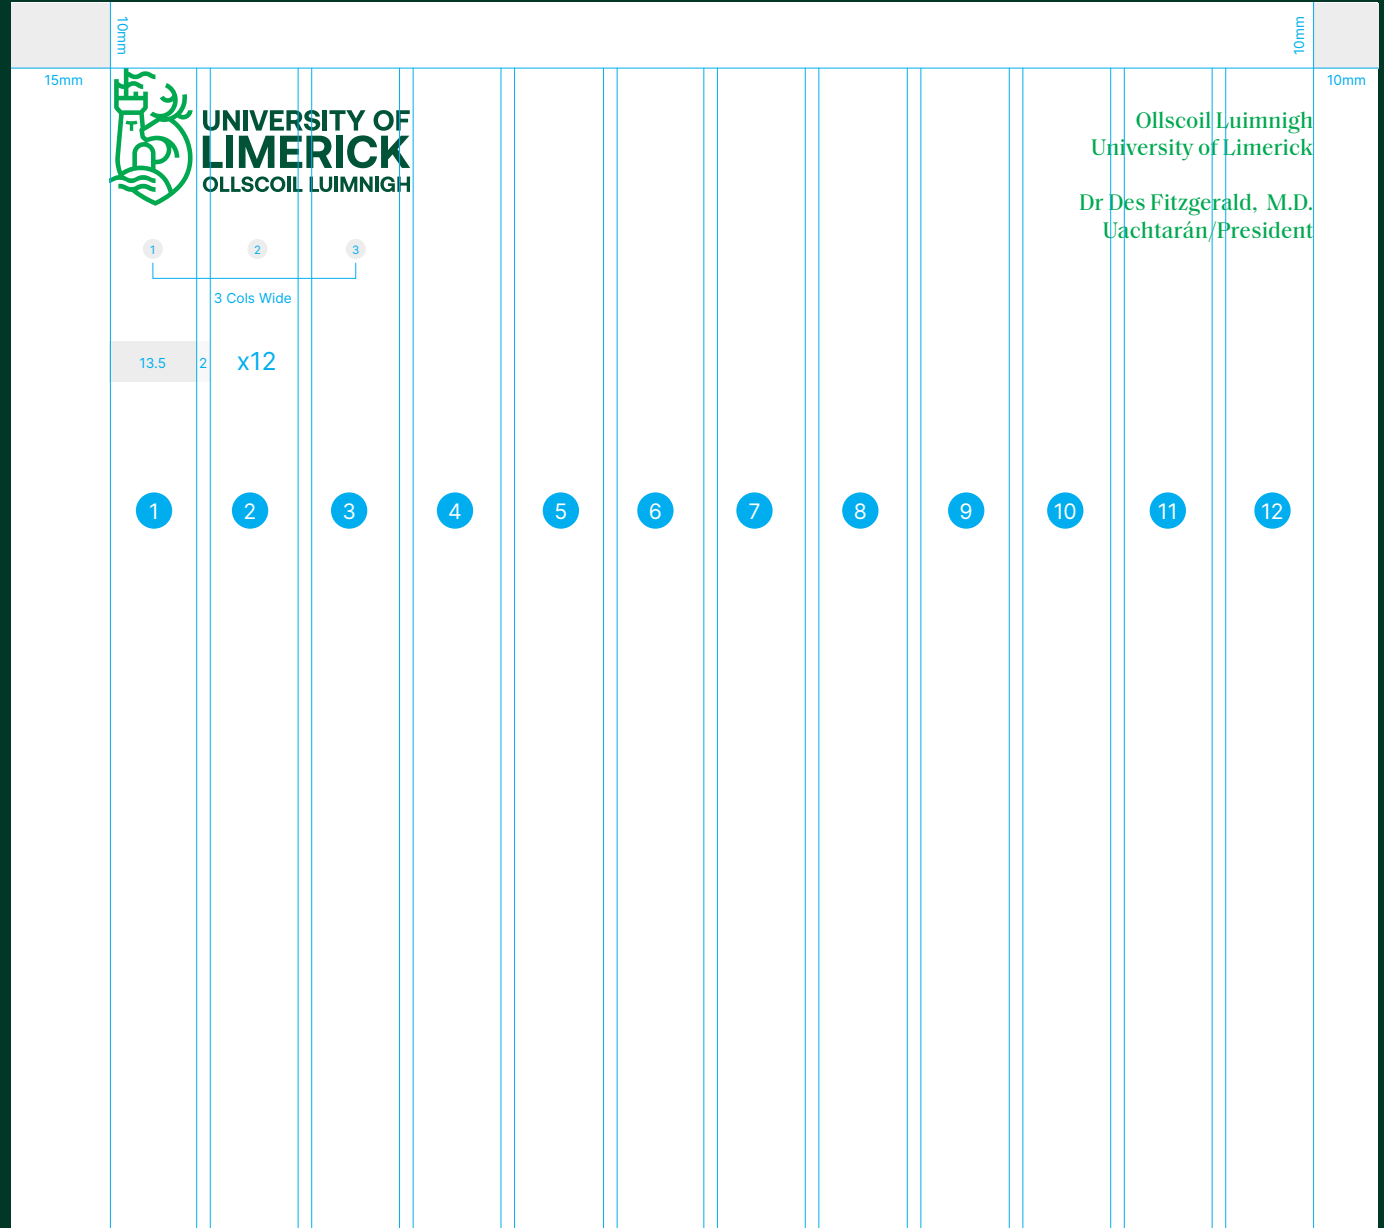 10mm
10mm
15mm
10mm
UNIVERSITY OF
LIMERICK
OLLSCOIL LUIMNIGH
Ollscoil Luimnigh
University of Limerick
Dr Des Fitzgerald, M.D.
Uachtarán/President
1 2 3
3 Cols Wide
13.5 2 x12
1 2 3 4 5 6 7 8 9 10 11 12